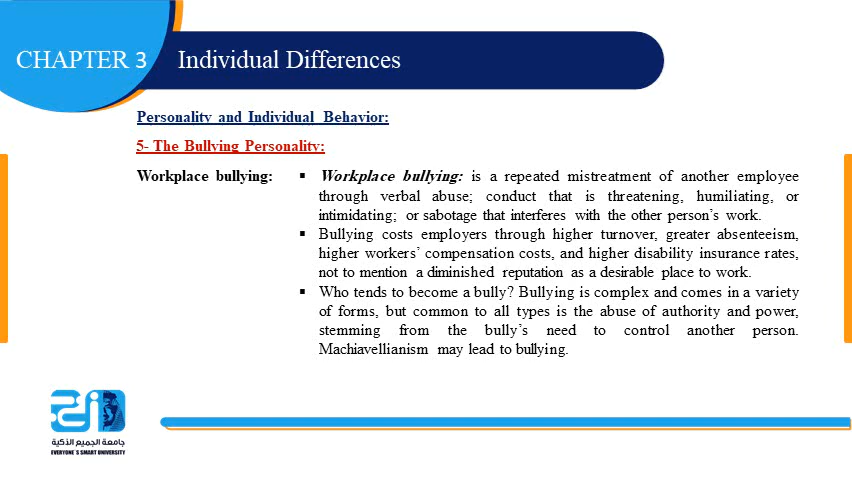 CHAPTER 3 Individual Differences
Personality and Individual Behavior:
5- The Bullying Personality:
Workplace bullying:
▪ Workplace bullying: is a repeated mistreatment of another employee
through verbal abuse; conduct that is threatening, humiliating, or
intimidating; or sabotage that interferes with the other person’s work.
▪ Bullying costs employers through higher turnover, greater absenteeism,
higher workers’ compensation costs, and higher disability insurance rates,
not to mention a diminished reputation as a desirable place to work.
▪ Who tends to become a bully? Bullying is complex and comes in a variety
of forms, but common to all types is the abuse of authority and power,
stemming from the bully’s need to control another person.
Machiavellianism may lead to bullying.
جامعة الجميع الذكية
EVERYONE`S SMART UNIVERSITY